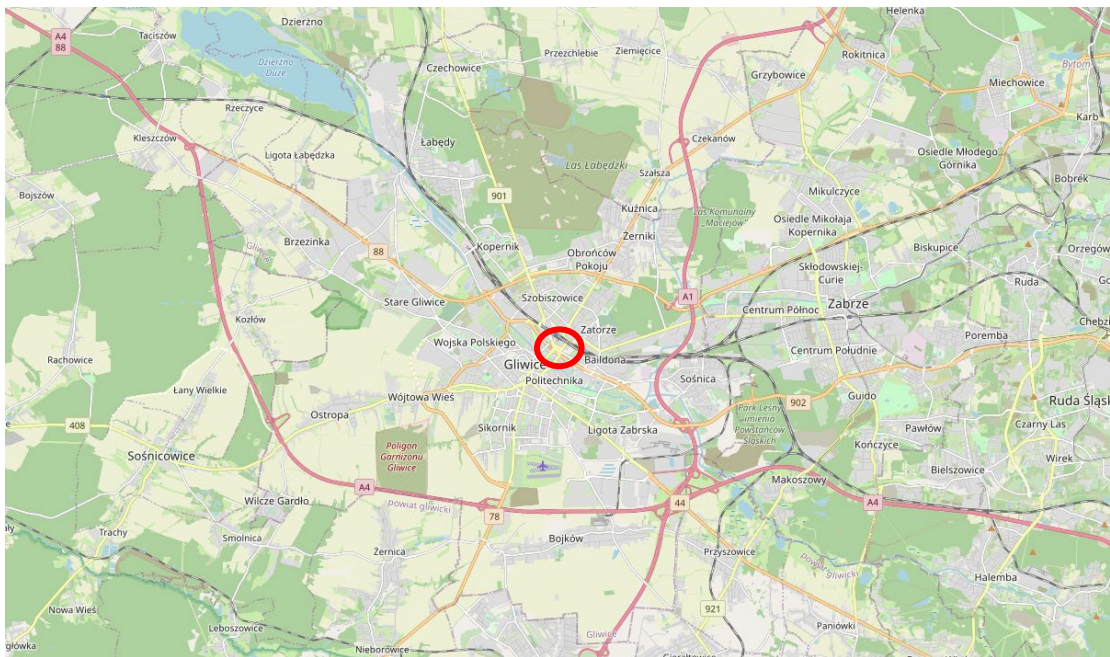 Dzierżno
Helenka
A4
88
Taciszów
Dzierżno
Duże
Przezchlebie
Ziemięcice
Rokitnica
Czechowice
Grzybowice
Miechowice
Bytom
Rzeczyce
Karb
Kleszczów
Łabędy
Czekanów
Ligota Łabędzka
Las Łabędzki
Osiedle Młodego
Górnika
Szałsza
Bobrek
Bojszów
901
Mikulczyce
Kuźnica
Las Komunalny
„Maciejów”
Osiedle Mikołaja
Kopernika
Brzezinka
Żerniki
Kopernik
Biskupice
Orzegów
Gliwice
88
Obrońców
Pokoju
Skłodowskiej-
Curie
Ruda
Stare Gliwice
Szobiszowice
A1
Zabrze
Centrum Północ
Kozłów
Zatorze
Poremba
Wojska Polskiego
Centrum Południe
Rachowice
Gliwice
Bajldona
Politechnika
Sośnica
Łany Wielkie
Wójtowa Wieś
Guido
Ruda Śląsk
902
Ostropa
Park Leśny
imienia
Powstańców
Śląskich
408
Sikornik
Ligota Zabrska
Pawłów
Czarny Las
Poligon
Garnizonu
Gliwice
Kończyce
Sośnicowice
Wirek
Bielszowice
Makoszowy
A4
Wilcze Gardło
powiat gliwicki
44
A4
78
Trachy
Smolnica
Bojków
Żernica
Przyszowice
Halemba
Nowa Wieś
921
Leboszowice
Paniówki
Gliwice
Nieborowice